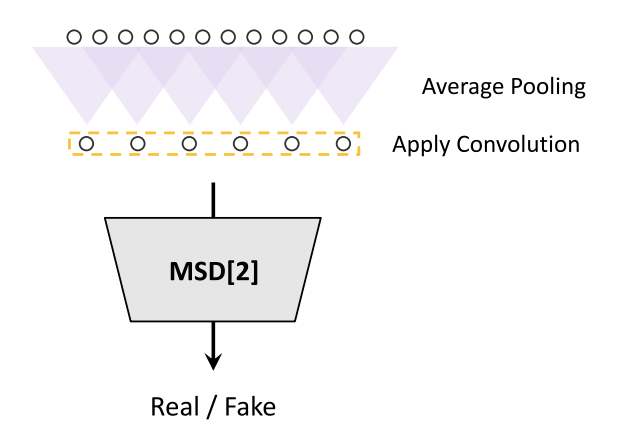 Average Pooling
Apply Convolution
MSD[2]
Real / Fake